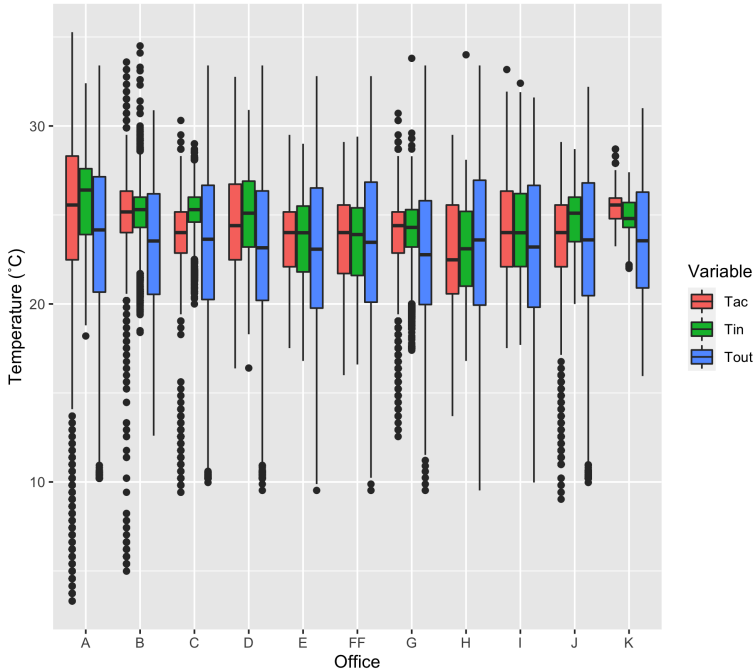 Temperature (˚C)
30
20
10
A B C D E FF G H I J K
Office
Variable
Tac
Tin
Tout